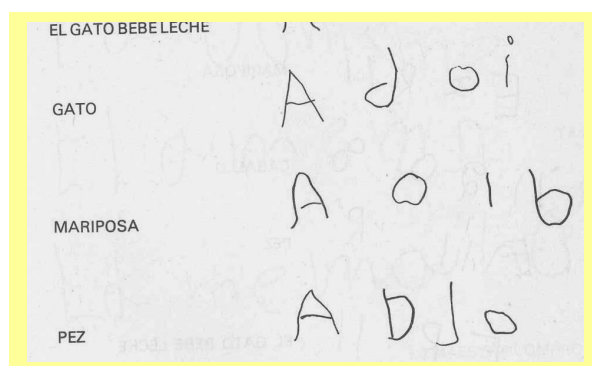 EL GATO BEBE LECHE
GATO A d o i
MARIPOSA A O I b
PEZ A D J o